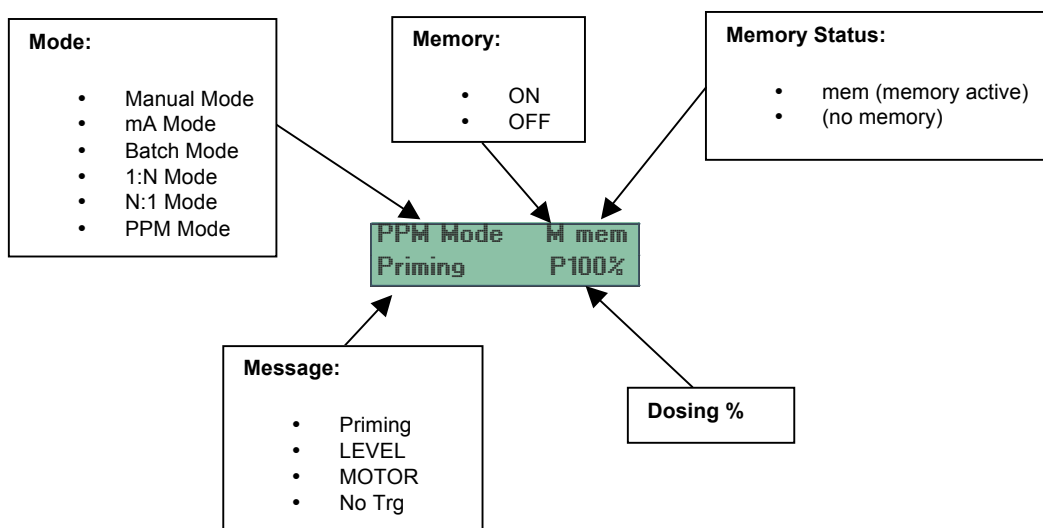 Mode:
• Manual Mode
• mA Mode
• Batch Mode
• 1:N Mode
• N:1 Mode
• PPM Mode
Memory:
• ON
• OFF
Memory Status:
• mem (memory active)
• (no memory)
PPM Mode M mem
Priming P100%
Message:
• Priming
• LEVEL
• MOTOR
• No Trg
Dosing %